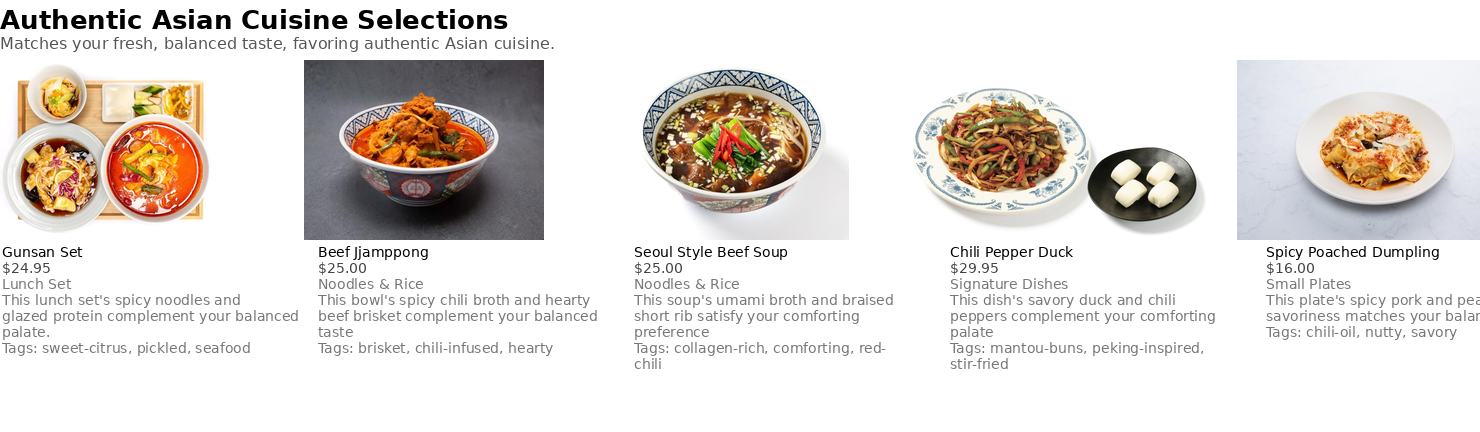 Authentic Asian Cuisine Selections
Matches your fresh, balanced taste, favoring authentic Asian cuisine.
Gunsan Set
$24.95
Lunch Set
This lunch set's spicy noodles and
glazed protein complement your balanced
palate.
Tags: sweet-citrus, pickled, seafood
Beef Jjamppong
$25.00
Noodles & Rice
This bowl's spicy chili broth and hearty
beef brisket complement your balanced
taste
Tags: brisket, chili-infused, hearty
Seoul Style Beef Soup
$25.00
Noodles & Rice
This soup's umami broth and braised
short rib satisfy your comforting
preference
Tags: collagen-rich, comforting, red-
chili
Chili Pepper Duck
$29.95
Signature Dishes
This dish's savory duck and chili
peppers complement your comforting
palate
Tags: mantou-buns, peking-inspired,
stir-fried
Spicy Poached Dumpling
$16.00
Small Plates
This plate's spicy pork and
savoriness matches your
Tags: chili-oil, nutty, savory